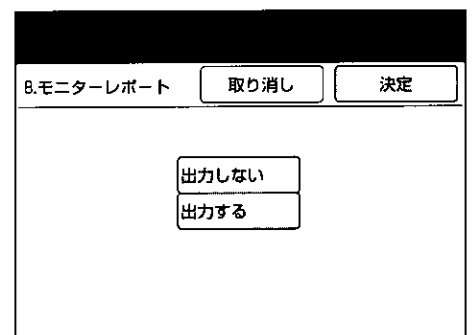 8.モニターレポート 取り消し 決定
出力しない
出力する